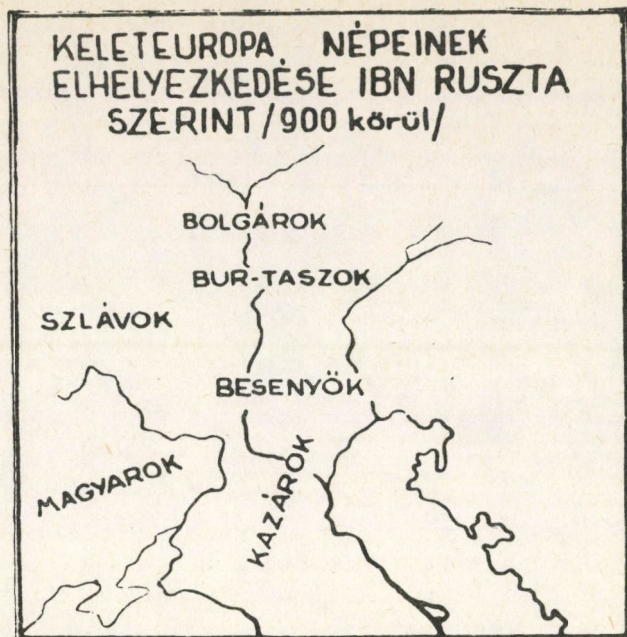 KELETEUROPA NÉPEINEK
ELHELYEZKEDÉSE IBN RUSZTA
SZERINT/900 körül/
BOLGÁROK
BUR-TASZOK
SZLÁVOK
BESENYÖK
MAGYAROK
KAZÁROK